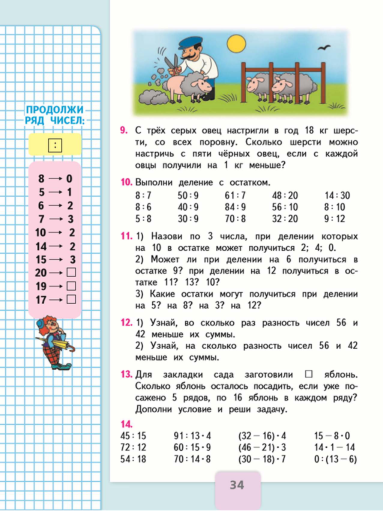 ПРОДОЛЖИ
РЯД ЧИСЕЛ:
:
8 → 0
5 → 1
6 → 2
7 → 3
10 → 2
14 → 2
15 → 3
20 → □
19 → □
17 → □
9. С трёх серых овец настригли в год 18 кг шерс-
ти, со всех поровну. Сколько шерсти можно
настричь с пяти чёрных овец, если с каждой
овцы получили на 1 кг меньше?
10. Выполни деление с остатком.
8 : 7 50 : 9 61 : 7 48 : 20 14 : 30
8 : 6 40 : 9 84 : 9 56 : 10 8 : 10
5 : 8 30 : 9 70 : 8 32 : 20 9 : 12
11. 1) Назови по 3 числа, при делении которых
на 10 в остатке может получиться 2; 4; 0.
2) Может ли при делении на 6 получиться в
остатке 9? при делении на 12 получиться в ос-
татке 11? 13? 10?
3) Какие остатки могут получиться при делении
на 5? на 8? на 3? на 12?
12. 1) Узнай, во сколько раз разность чисел 56 и
42 меньше их суммы.
2) Узнай, на сколько разность чисел 56 и 42
меньше их суммы.
13. Для закладки сада заготовили □ яблонь.
Сколько яблонь осталось посадить, если уже по-
сажено 5 рядов, по 16 яблонь в каждом ряду?
Дополни условие и реши задачу.
14.
45 : 15 91 : 13 · 4 (32 − 16) · 4 15 − 8 · 0
72 : 12 60 : 15 · 9 (46 − 21) · 3 14 · 1 − 14
54 : 18 70 : 14 · 8 (30 − 18) · 7 0 : (13 − 6)
34